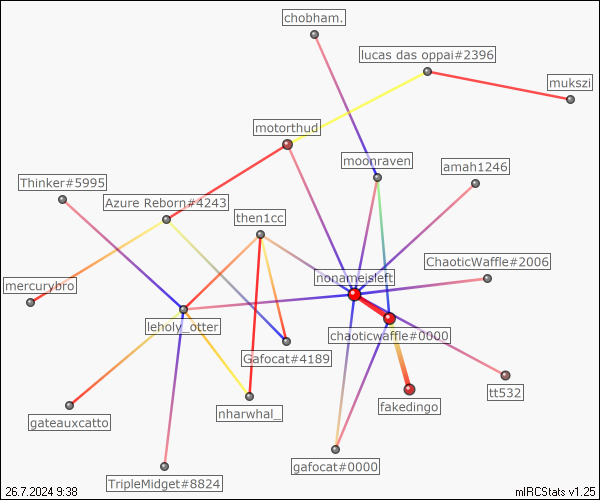 chobham.
lucas das oppai#2396
mukszi
motorthud
moonraven
amah1246
Thinker#5995
Azure Reborn#4243
then1cc
ChaoticWaffle#2006
nonameisleft
mercurybro
leholy_otter
chaoticwaffle#0000
Gafocat#4189
tt532
fakedingo
nharwhal_
gateauxcatto
gafocat#0000
TripleMidget#8824
26.7.2024 9:38
mIRCStats v1.25